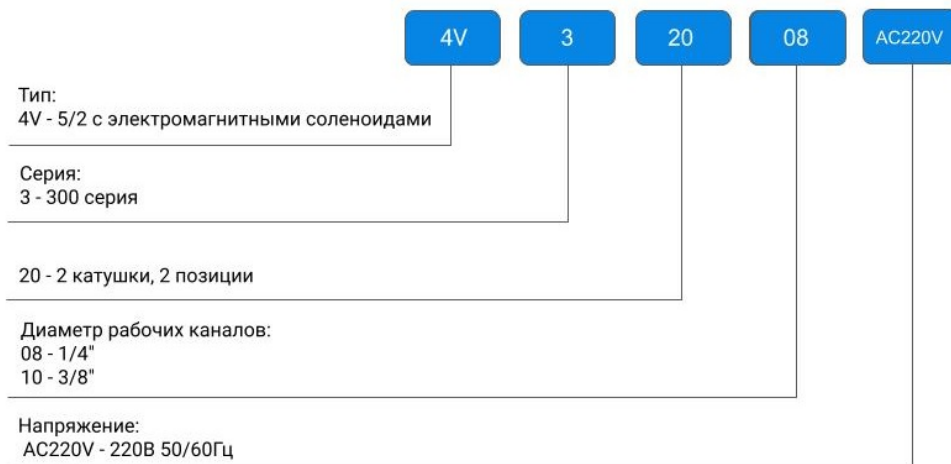 4V 3 20 08 AC220V
Тип:
4V - 5/2 с электромагнитными соленоидами
Серия:
3 - 300 серия
20 - 2 катушки, 2 позиции
Диаметр рабочих каналов:
08 - 1/4"
10 - 3/8"
Напряжение:
AC220V - 220В 50/60Гц